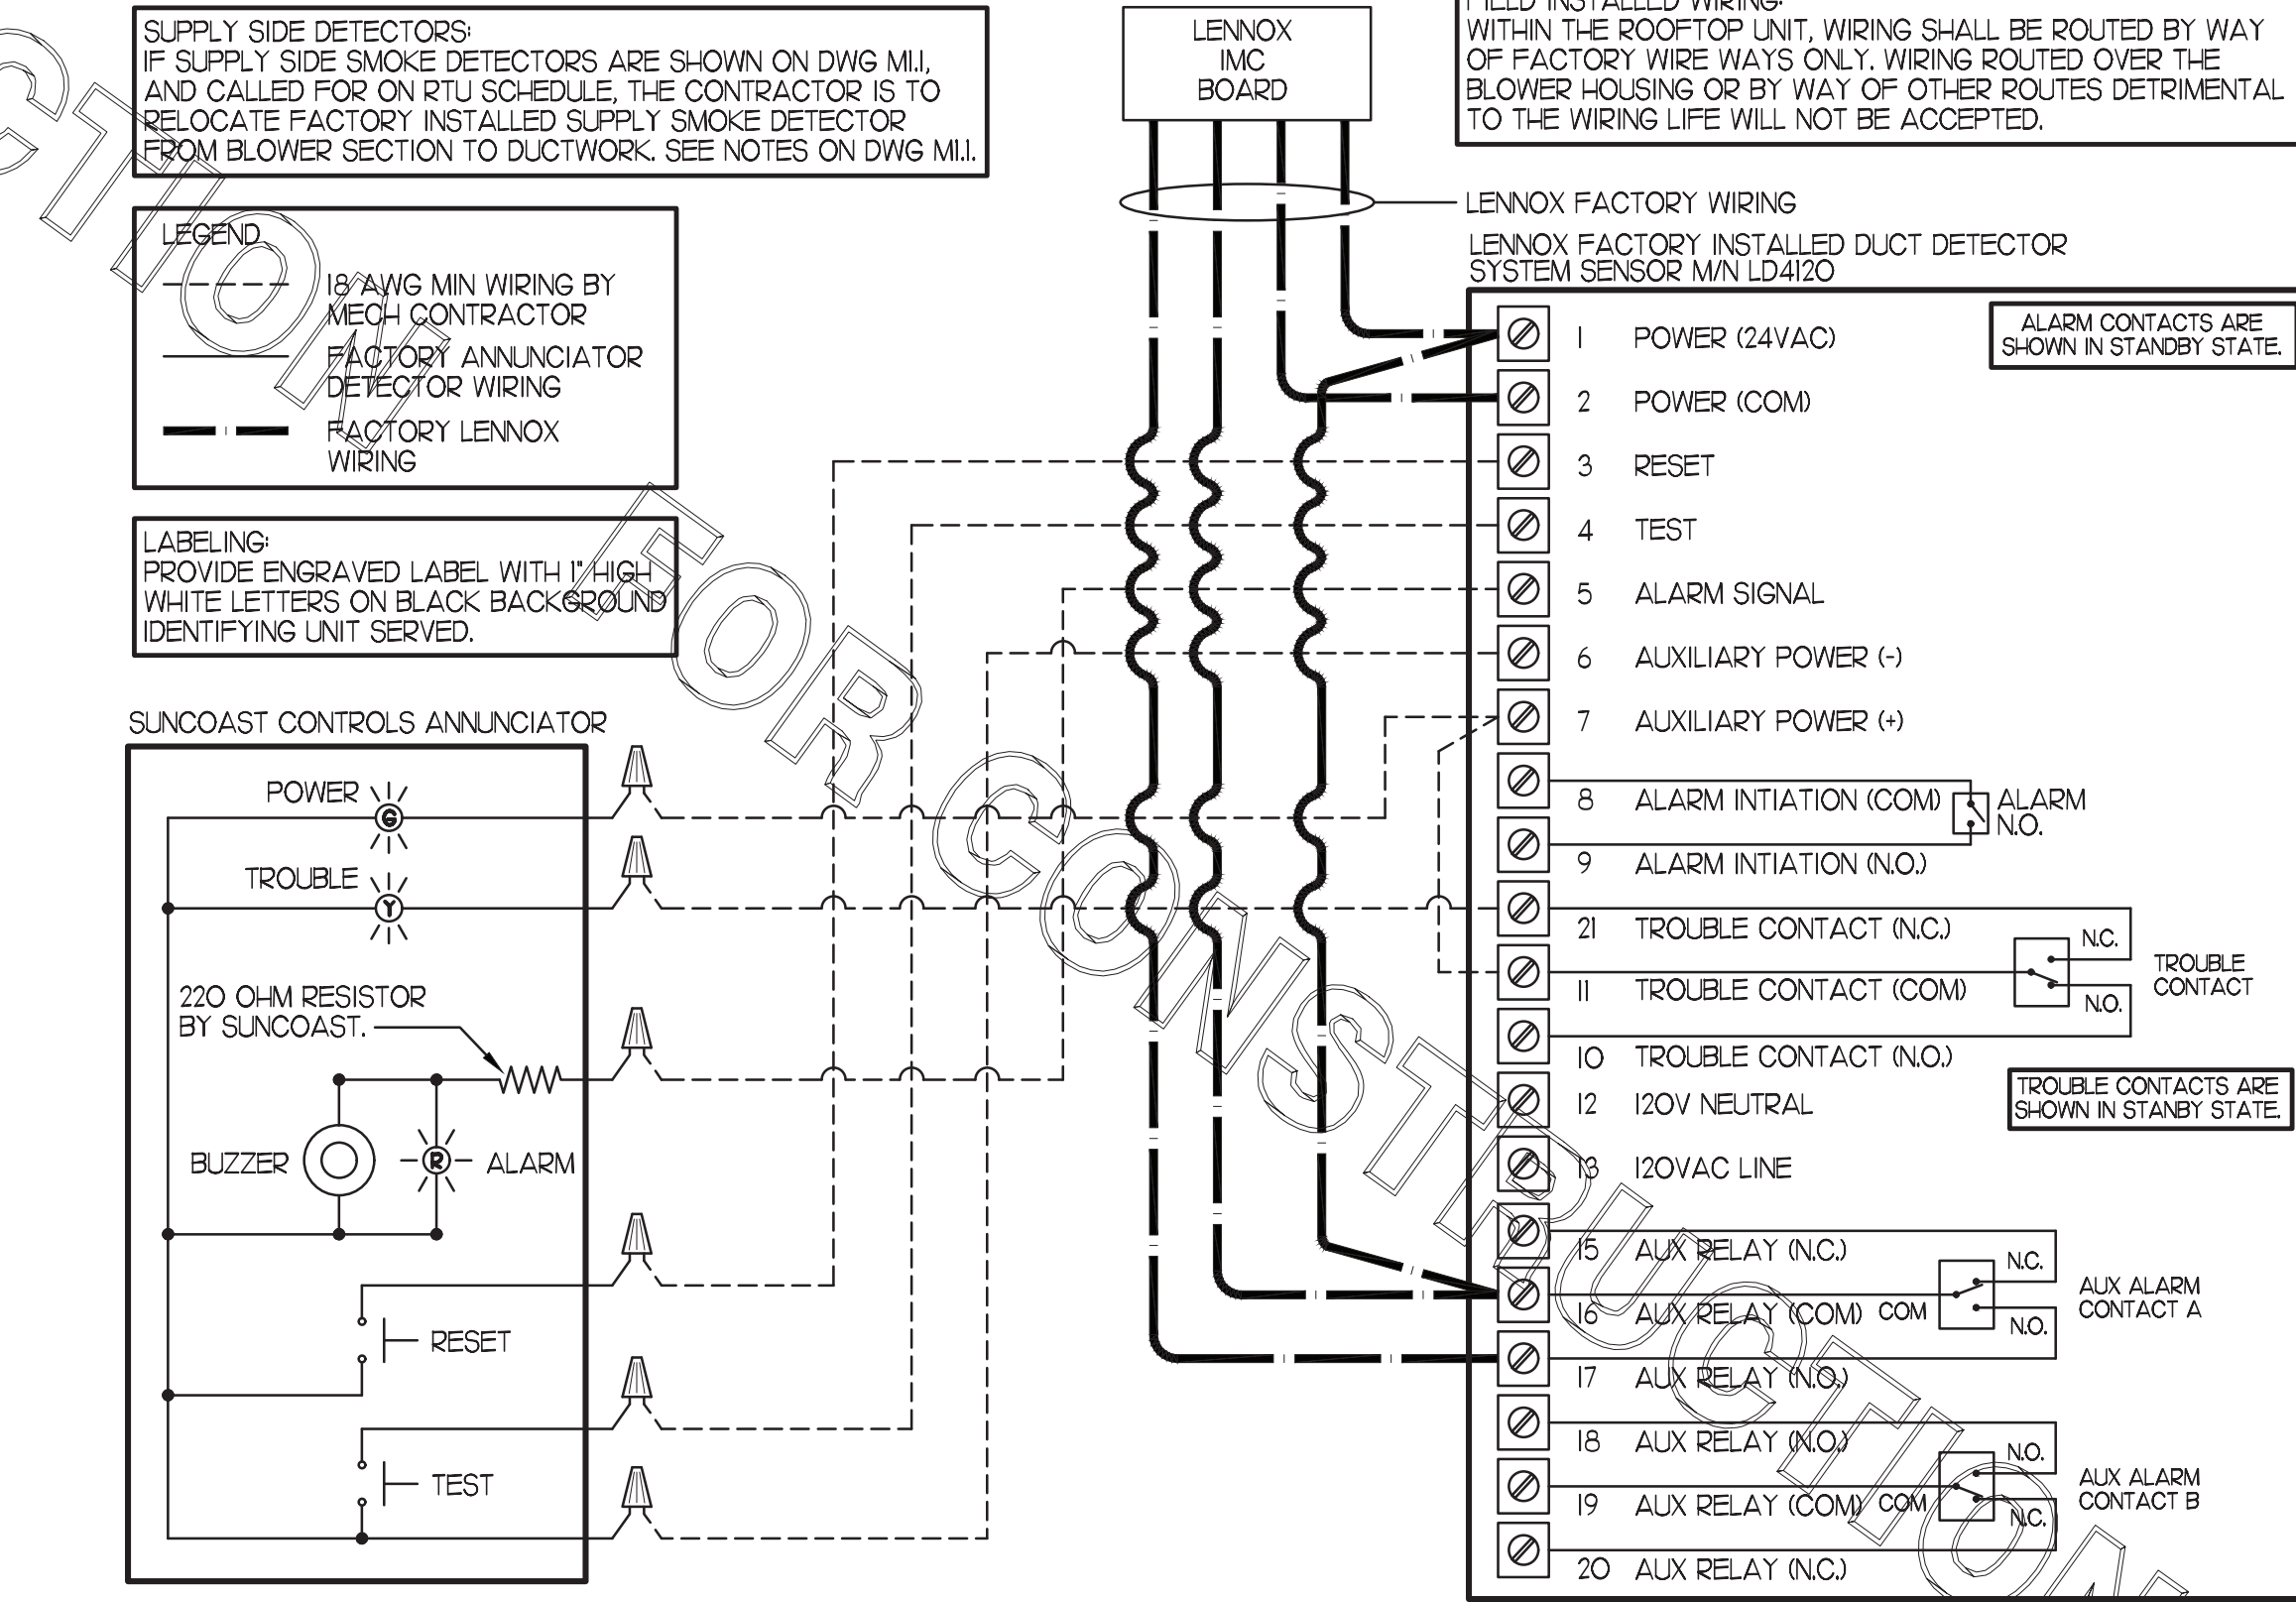 SUPPLY SIDE DETECTORS:
IF SUPPLY SIDE SMOKE DETECTORS ARE SHOWN ON DWG M1.1,
AND CALLED FOR ON RTU SCHEDULE, THE CONTRACTOR IS TO
RELOCATE FACTORY INSTALLED SUPPLY SMOKE DETECTOR
FROM BLOWER SECTION TO DUCTWORK. SEE NOTES ON DWG M1.1.
LENNOX
IMC
BOARD
FIELD INSTALLED WIRING:
WITHIN THE ROOFTOP UNIT, WIRING SHALL BE ROUTED BY WAY
OF FACTORY WIRE WAYS ONLY. WIRING ROUTED OVER THE
BLOWER HOUSING OR BY WAY OF OTHER ROUTES DETRIMENTAL
TO THE WIRING LIFE WILL NOT BE ACCEPTED.
LEGEND
18 AWG MIN WIRING BY
MECH CONTRACTOR
FACTORY ANNUNCIATOR
DETECTOR WIRING
FACTORY LENNOX
WIRING
LABELING:
PROVIDE ENGRAVED LABEL WITH 1" HIGH
WHITE LETTERS ON BLACK BACKGROUND
IDENTIFYING UNIT SERVED.
LENNOX FACTORY WIRING
LENNOX FACTORY INSTALLED DUCT DETECTOR
SYSTEM SENSOR M/N LD4120
ALARM CONTACTS ARE
SHOWN IN STANDBY STATE.
1 POWER (24VAC)
2 POWER (COM)
3 RESET
4 TEST
5 ALARM SIGNAL
6 AUXILIARY POWER (-)
7 AUXILIARY POWER (+)
8 ALARM INTIATION (COM)
ALARM
N.O.
9 ALARM INTIATION (N.O.)
21 TROUBLE CONTACT (N.C.)
N.C.
11 TROUBLE CONTACT (COM)
N.O.
TROUBLE
CONTACT
10 TROUBLE CONTACT (N.O.)
TROUBLE CONTACTS ARE
SHOWN IN STANBY STATE.
12 120V NEUTRAL
13 120VAC LINE
15 AUX RELAY (N.C.)
N.C.
16 AUX RELAY (COM) COM
N.O.
AUX ALARM
CONTACT A
17 AUX RELAY (N.O.)
18 AUX RELAY (N.O.)
N.O.
19 AUX RELAY (COM) COM
N.C.
AUX ALARM
CONTACT B
20 AUX RELAY (N.C.)
SUNCOAST CONTROLS ANNUNCIATOR
POWER
G
TROUBLE
Y
220 OHM RESISTOR
BY SUNCOAST.
BUZZER
R
ALARM
RESET
TEST
CTION
FOR CONSTRUCTION